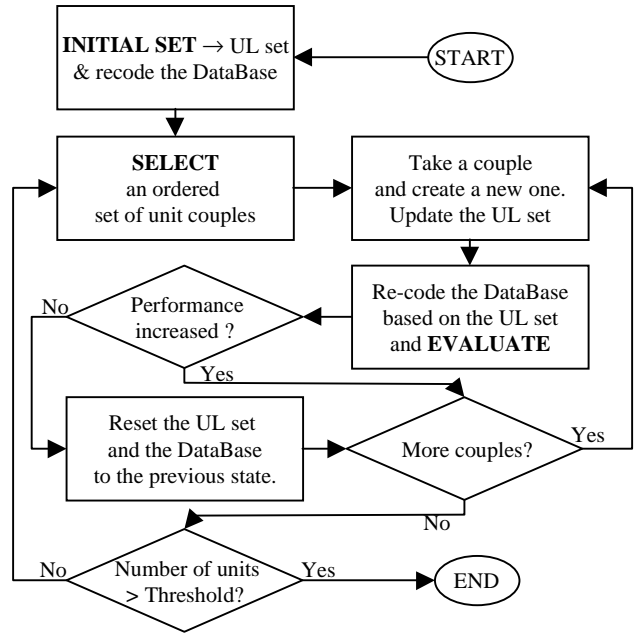 INITIAL SET → UL set
& recode the DataBase
START
SELECT
an ordered
set of unit couples
Take a couple
and create a new one.
Update the UL set
Re-code the DataBase
based on the UL set
and EVALUATE
No
Performance
increased ?
Yes
Reset the UL set
and the DataBase
to the previous state.
More couples?
Yes
No
No
Number of units
> Threshold?
Yes
END